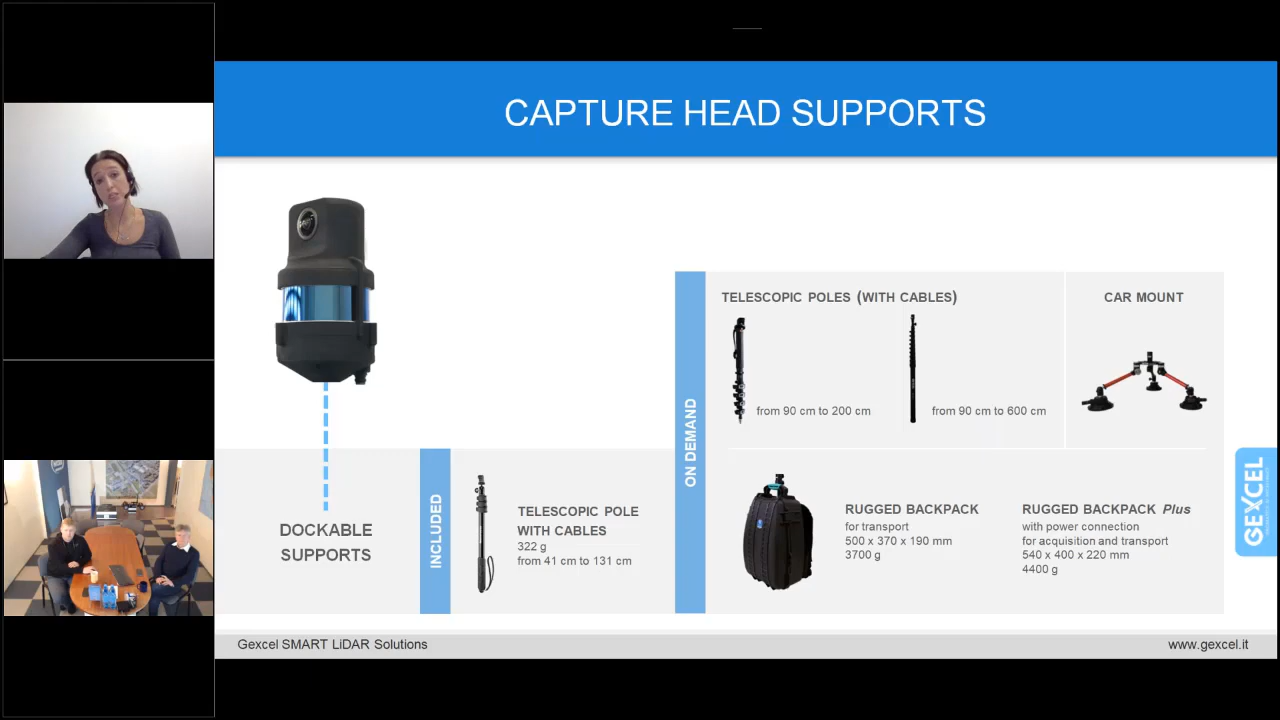 CAPTURE HEAD SUPPORTS
TELESCOPIC POLES (WITH CABLES)
CAR MOUNT
from 90 cm to 200 cm
from 90 cm to 600 cm
ON DEMAND
DOCKABLE
SUPPORTS
INCLUDED
TELESCOPIC POLE
WITH CABLES
322 g
from 41 cm to 131 cm
RUGGED BACKPACK
for transport
500 x 370 x 190 mm
3700 g
RUGGED BACKPACK Plus
with power connection
for acquisition and transport
540 x 400 x 220 mm
4400 g
GEXCEL
Gexcel SMART LiDAR Solutions
www.gexcel.it